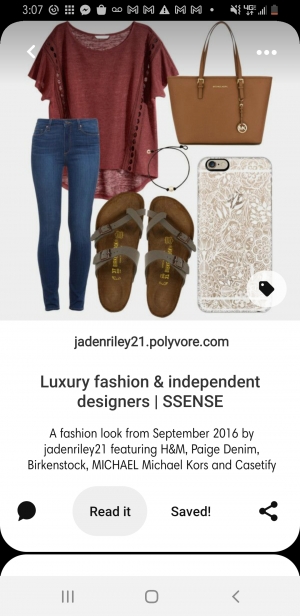 3:07
jadenriley21.polyvore.com
Luxury fashion & independent
designers | SSENSE
A fashion look from September 2016 by
jadenriley21 featuring H&M, Paige Denim,
Birkenstock, MICHAEL Michael Kors and Casetify
Read it
Saved!